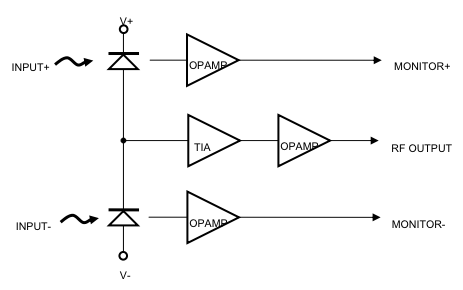 V+
INPUT+
OPAMP
MONITOR+
TIA
OPAMP
RF OUTPUT
INPUT-
OPAMP
MONITOR-
V-